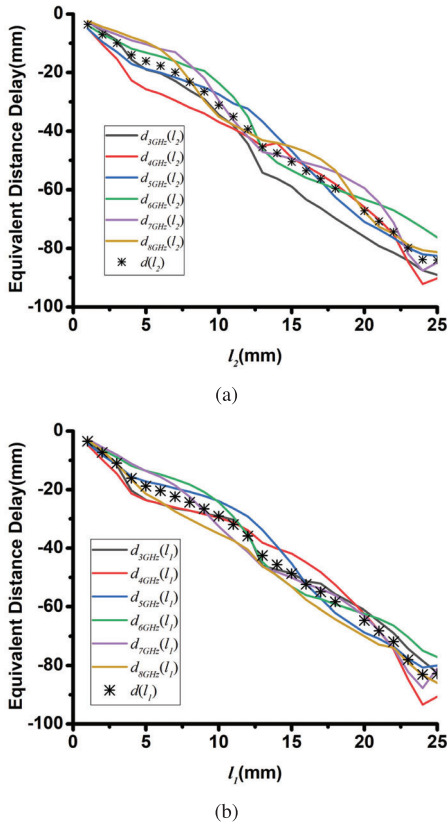 0
-20
-40
-60
-80
-100
Equivalent Distance Delay(mm)
d3GHz(l2)
d4GHz(l2)
d5GHz(l2)
d6GHz(l2)
d7GHz(l2)
d8GHz(l2)
d(l2)
0 5 10 15 20 25
l2(mm)
(a)
0
-20
-40
-60
-80
-100
Equivalent Distance Delay(mm)
d3GHz(l1)
d4GHz(l1)
d5GHz(l1)
d6GHz(l1)
d7GHz(l1)
d8GHz(l1)
d(l1)
0 5 10 15 20 25
l1(mm)
(b)